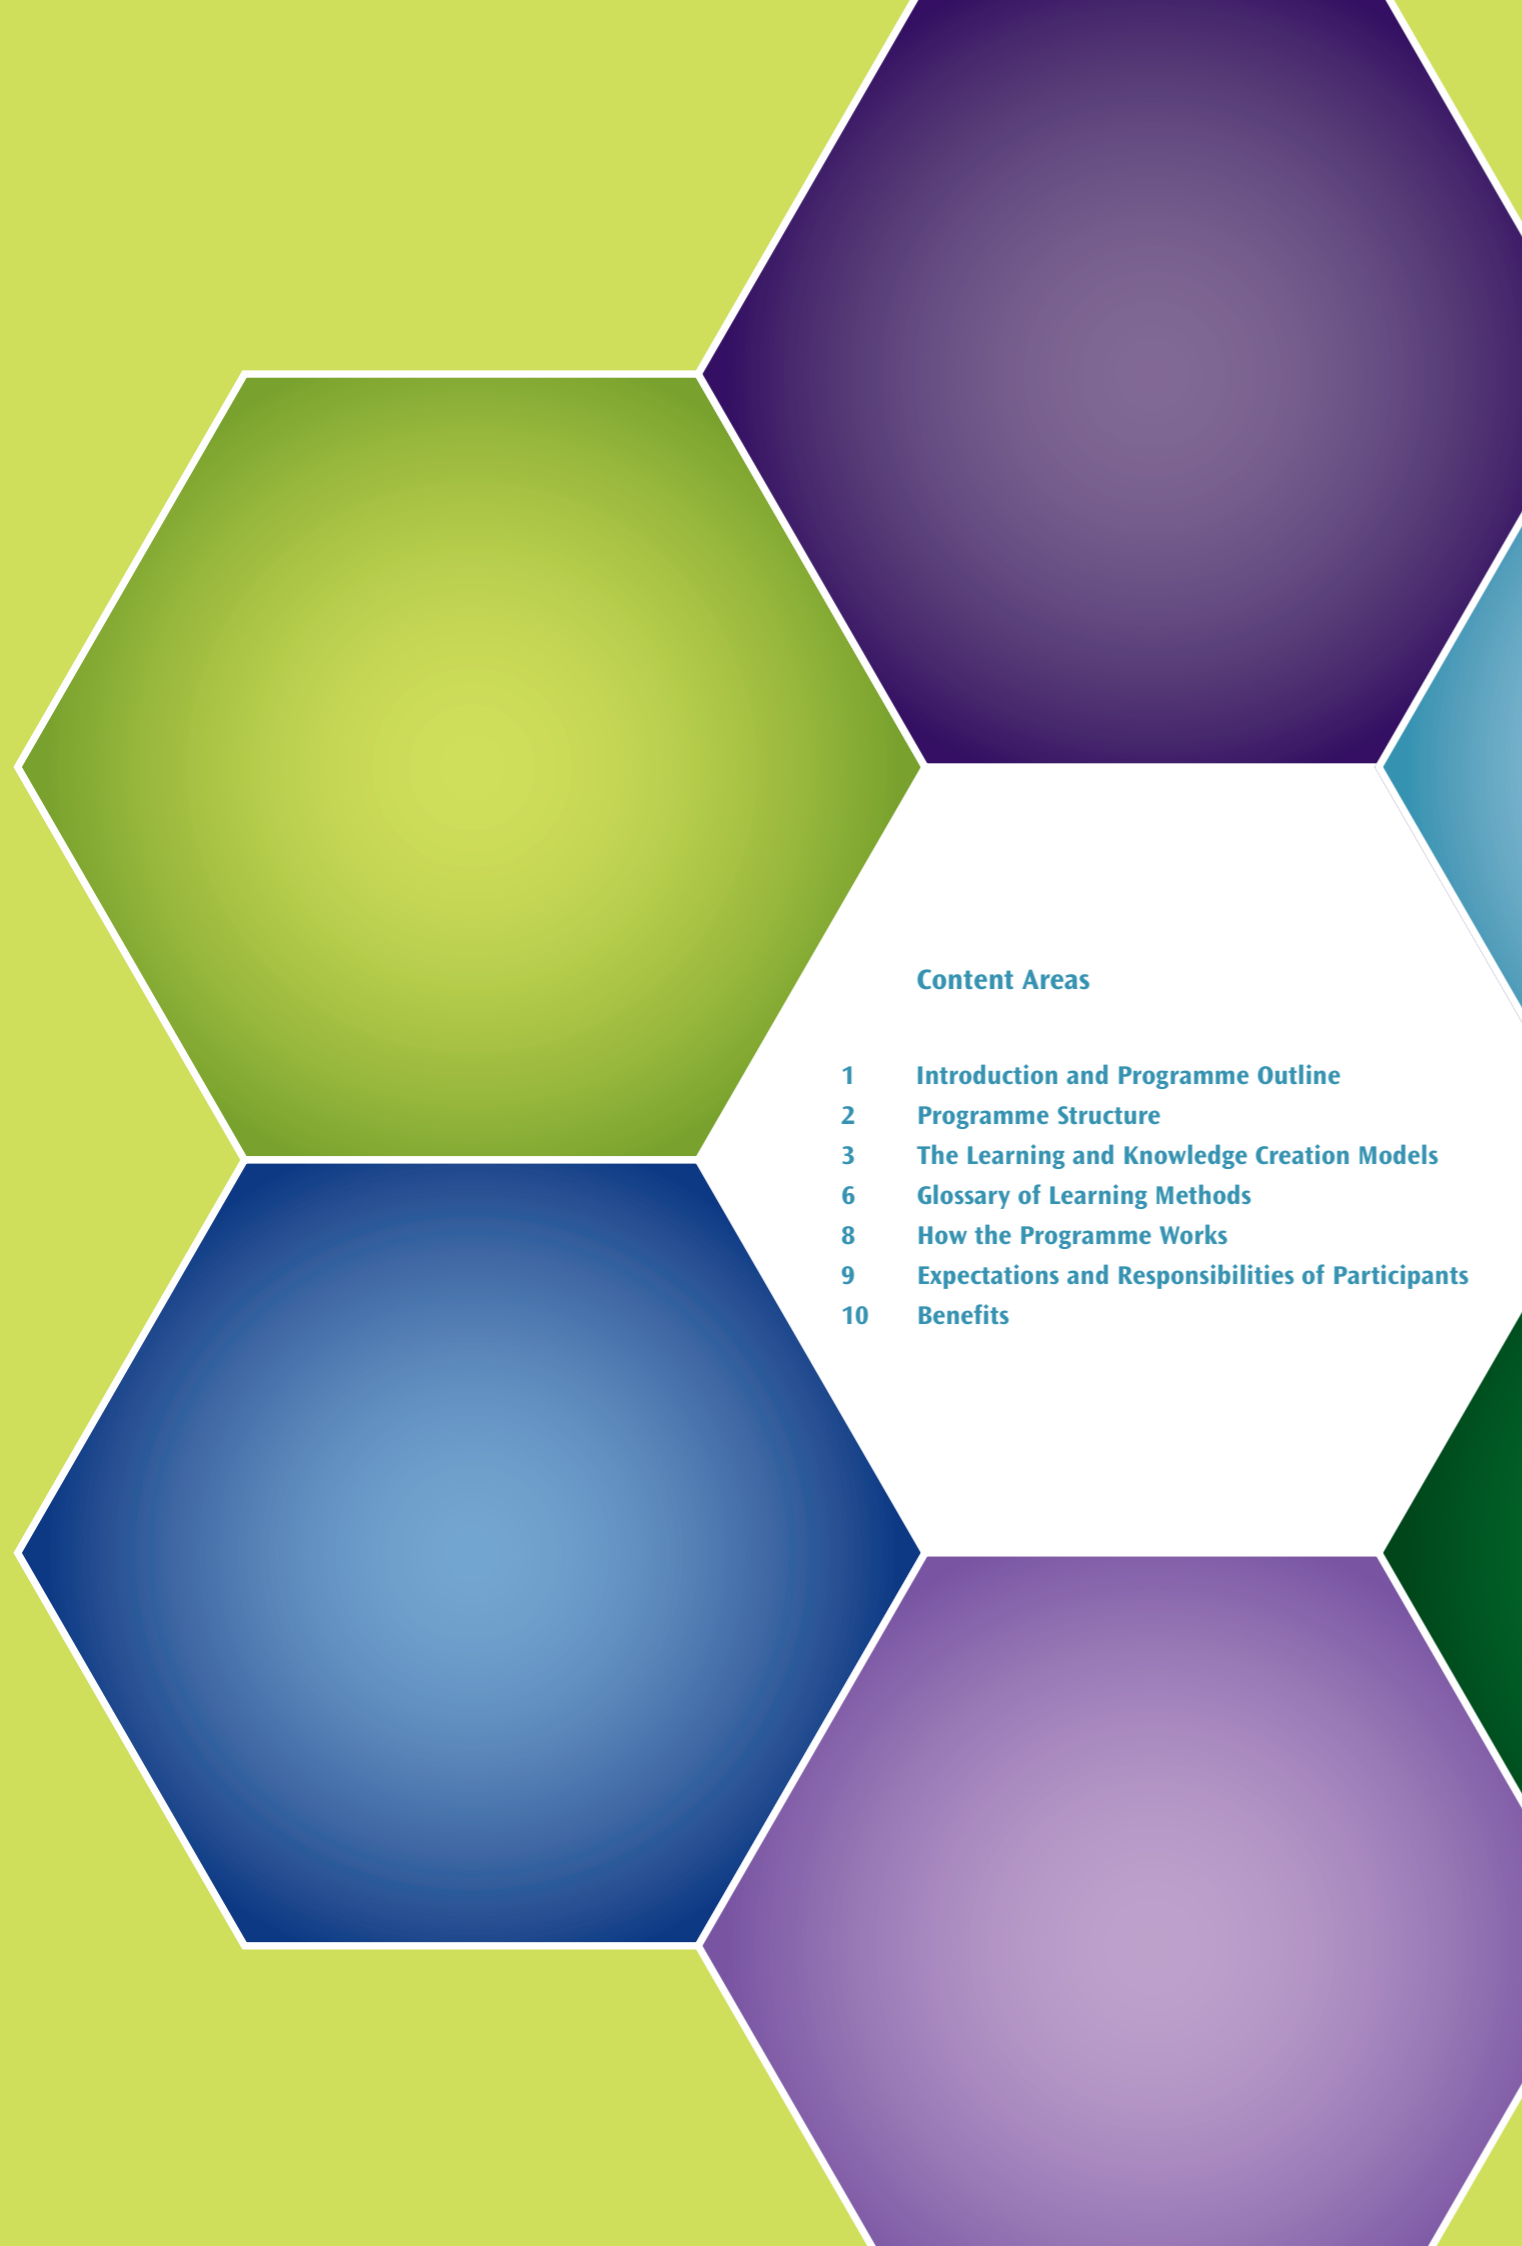 Content Areas
1 Introduction and Programme Outline
2 Programme Structure
3 The Learning and Knowledge Creation Models
6 Glossary of Learning Methods
8 How the Programme Works
9 Expectations and Responsibilities of Participants
10 Benefits